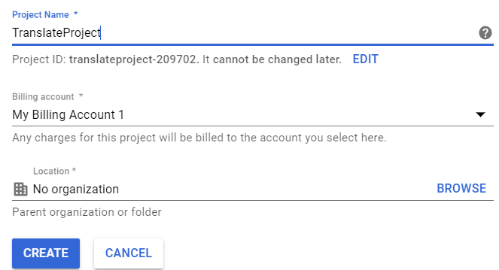 Project Name *
TranslateProject
Project ID: translateproject-209702. It cannot be changed later. EDIT
Billing account *
My Billing Account 1
Any charges for this project will be billed to the account you select here.
Location *
No organization BROWSE
Parent organization or folder
CREATE CANCEL